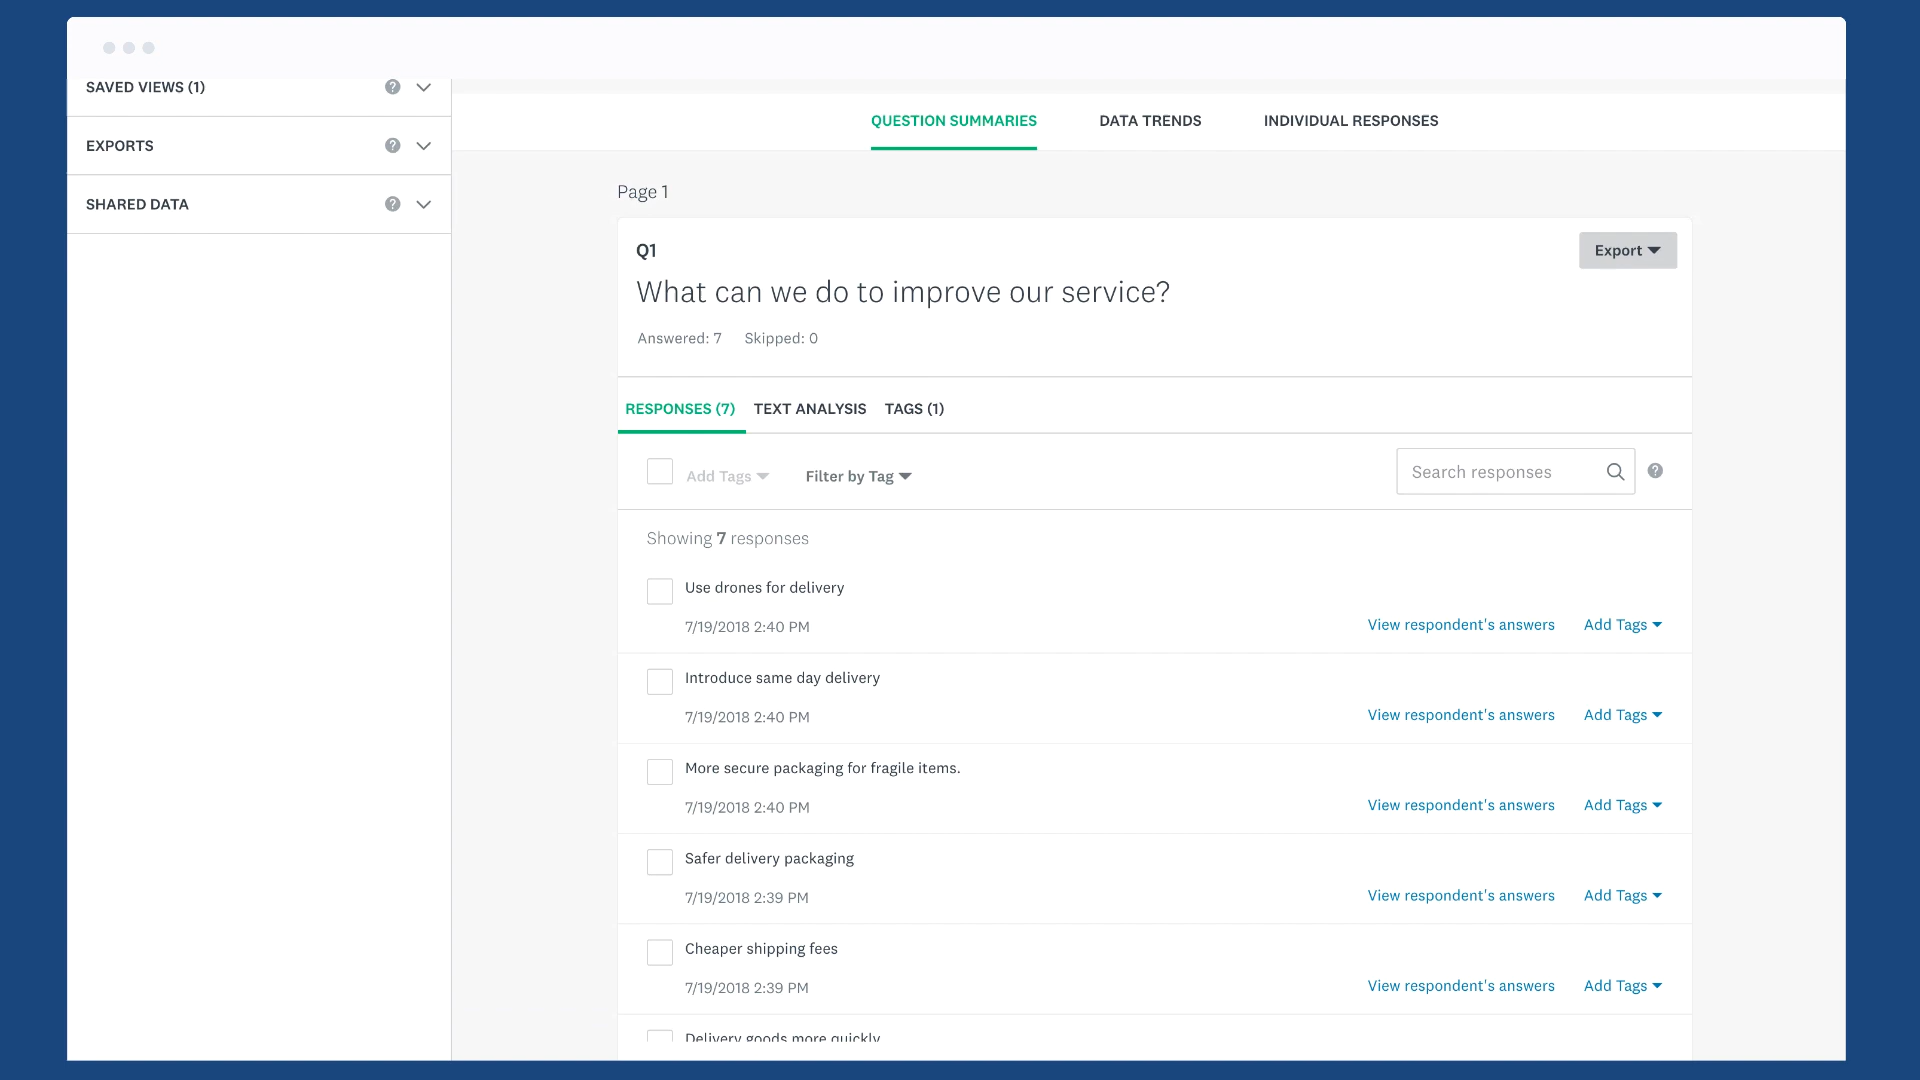 SAVED VIEWS (1)
EXPORTS
SHARED DATA
QUESTION SUMMARIES DATA TRENDS INDIVIDUAL RESPONSES
Page 1
Q1
Export
What can we do to improve our service?
Answered: 7 Skipped: 0
RESPONSES (7) TEXT ANALYSIS TAGS (1)
Add Tags Filter by Tag Search responses
Showing 7 responses
Use drones for delivery
7/19/2018 2:40 PM View respondent's answers Add Tags
Introduce same day delivery
7/19/2018 2:40 PM View respondent's answers Add Tags
More secure packaging for fragile items.
7/19/2018 2:40 PM View respondent's answers Add Tags
Safer delivery packaging
7/19/2018 2:39 PM View respondent's answers Add Tags
Cheaper shipping fees
7/19/2018 2:39 PM View respondent's answers Add Tags
Delivery goods more quickly